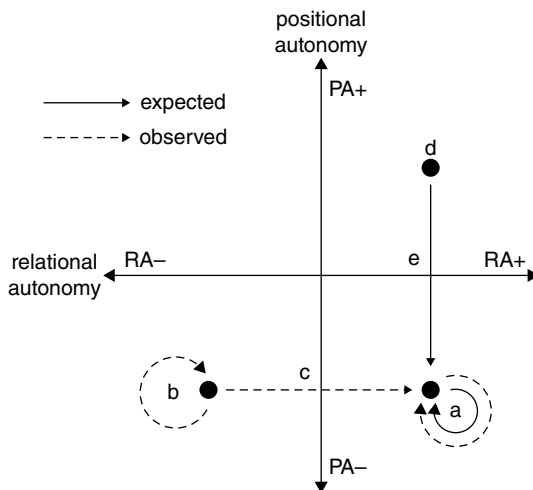 positional
autonomy
PA+
expected
observed
d
e
relational
autonomy
RA–
RA+
c
b
a
PA–